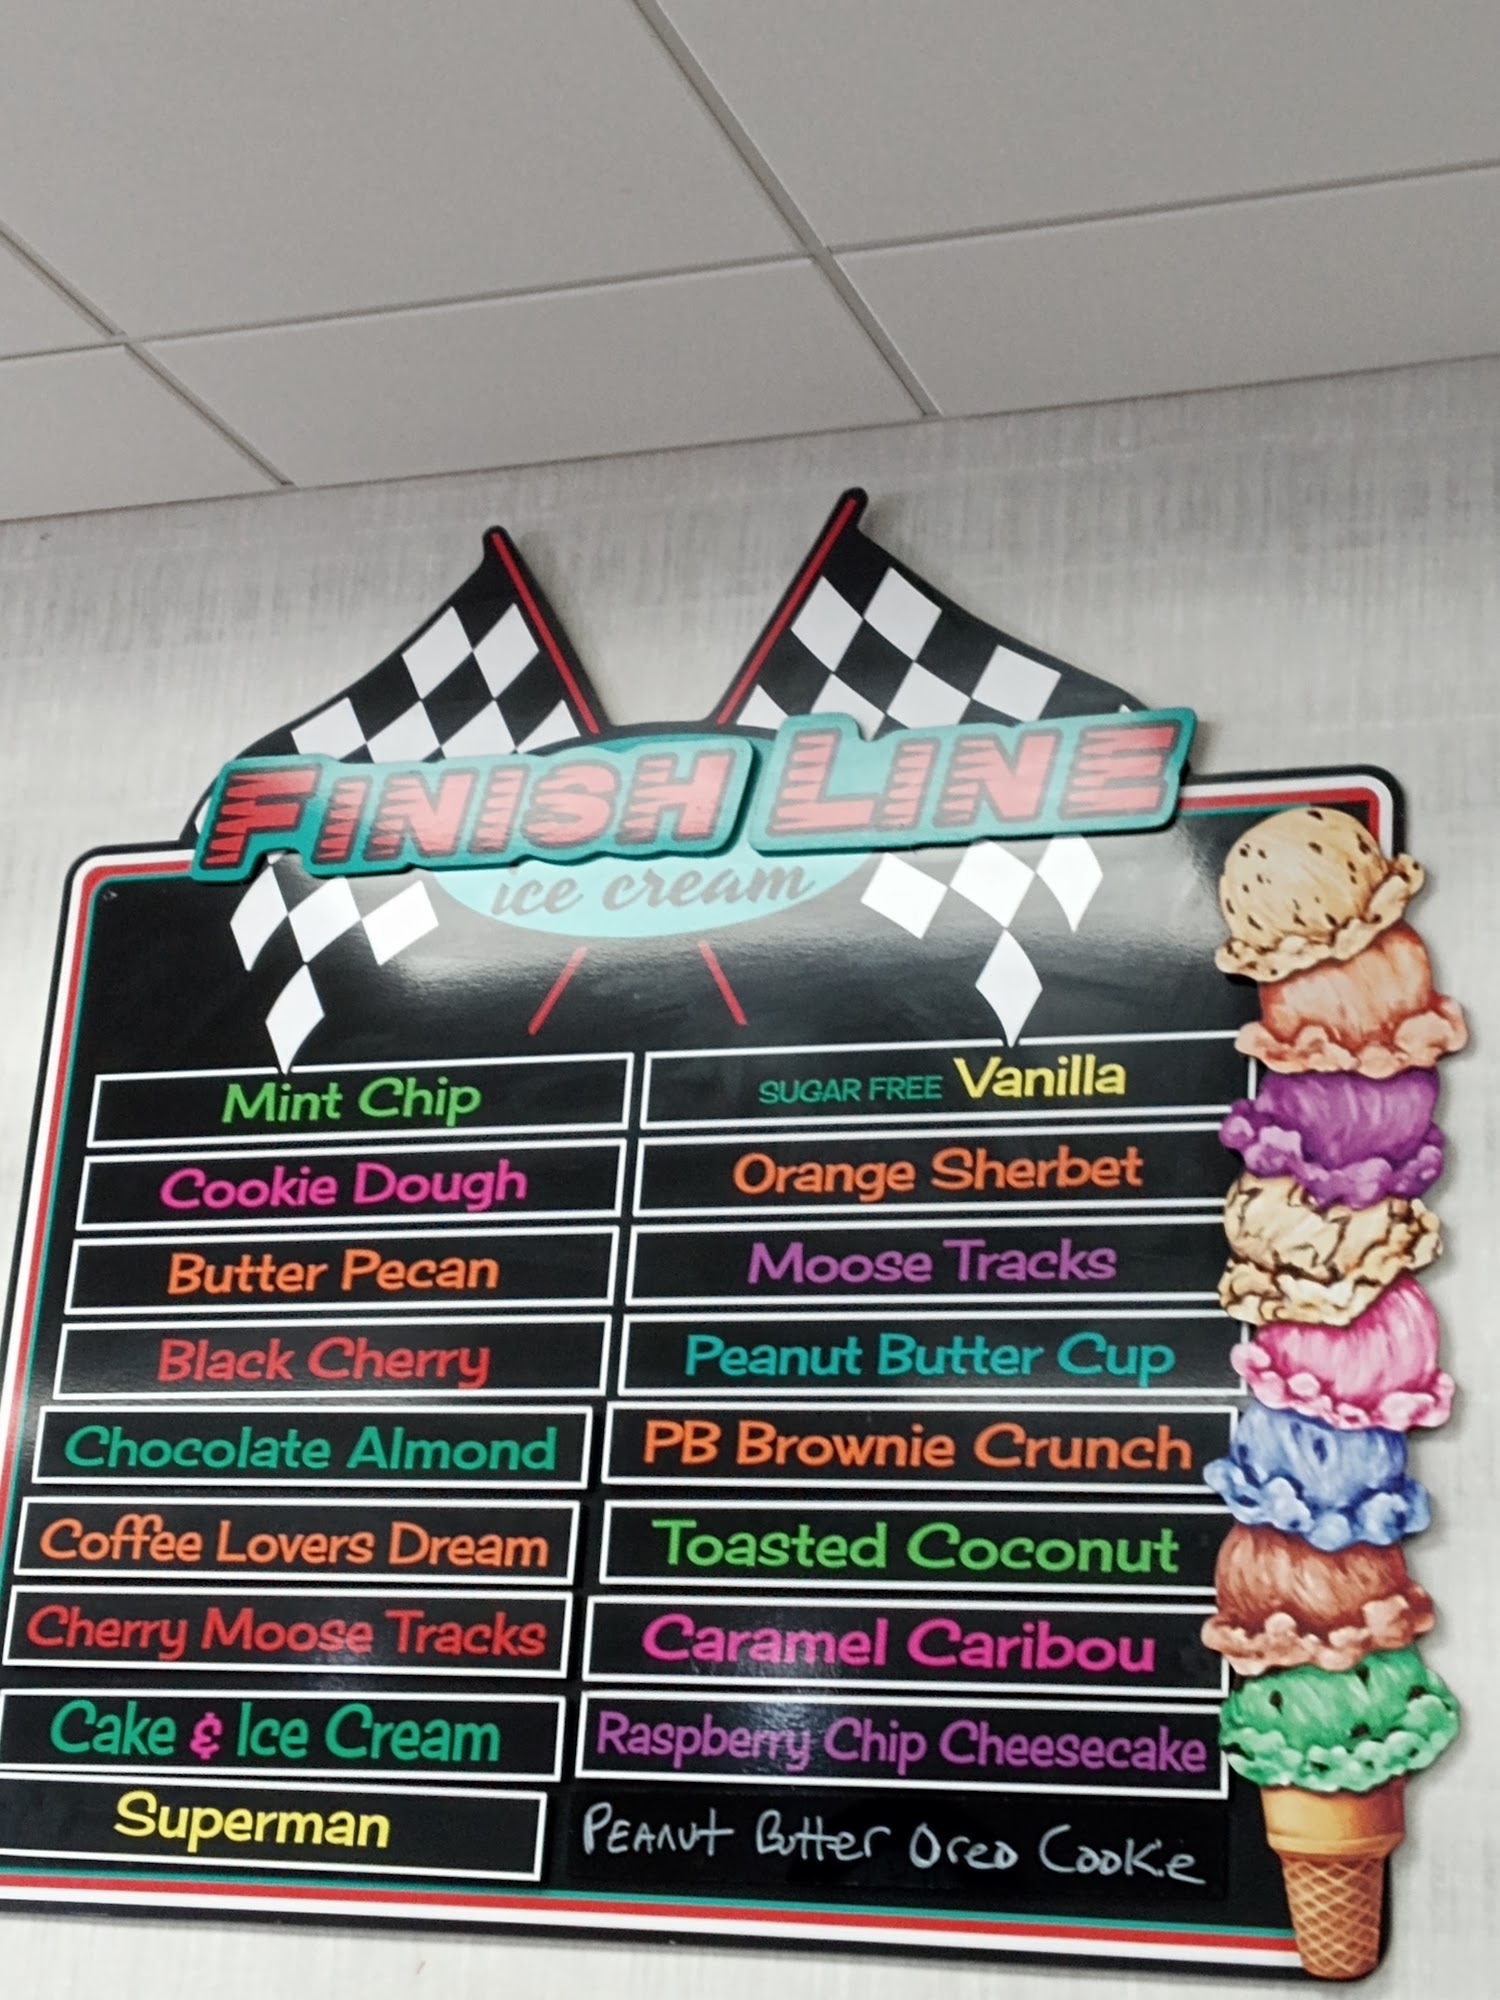 FINISH LINE
ice cream
Mint Chip
Cookie Dough
Butter Pecan
Black Cherry
Chocolate Almond
Coffee Lovers Dream
Cherry Moose Tracks
Cake & Ice Cream
Superman
SUGAR FREE Vanilla
Orange Sherbet
Moose Tracks
Peanut Butter Cup
PB Brownie Crunch
Toasted Coconut
Caramel Caribou
Raspberry Chip Cheesecake
PEANUT Butter Oreo Cookie